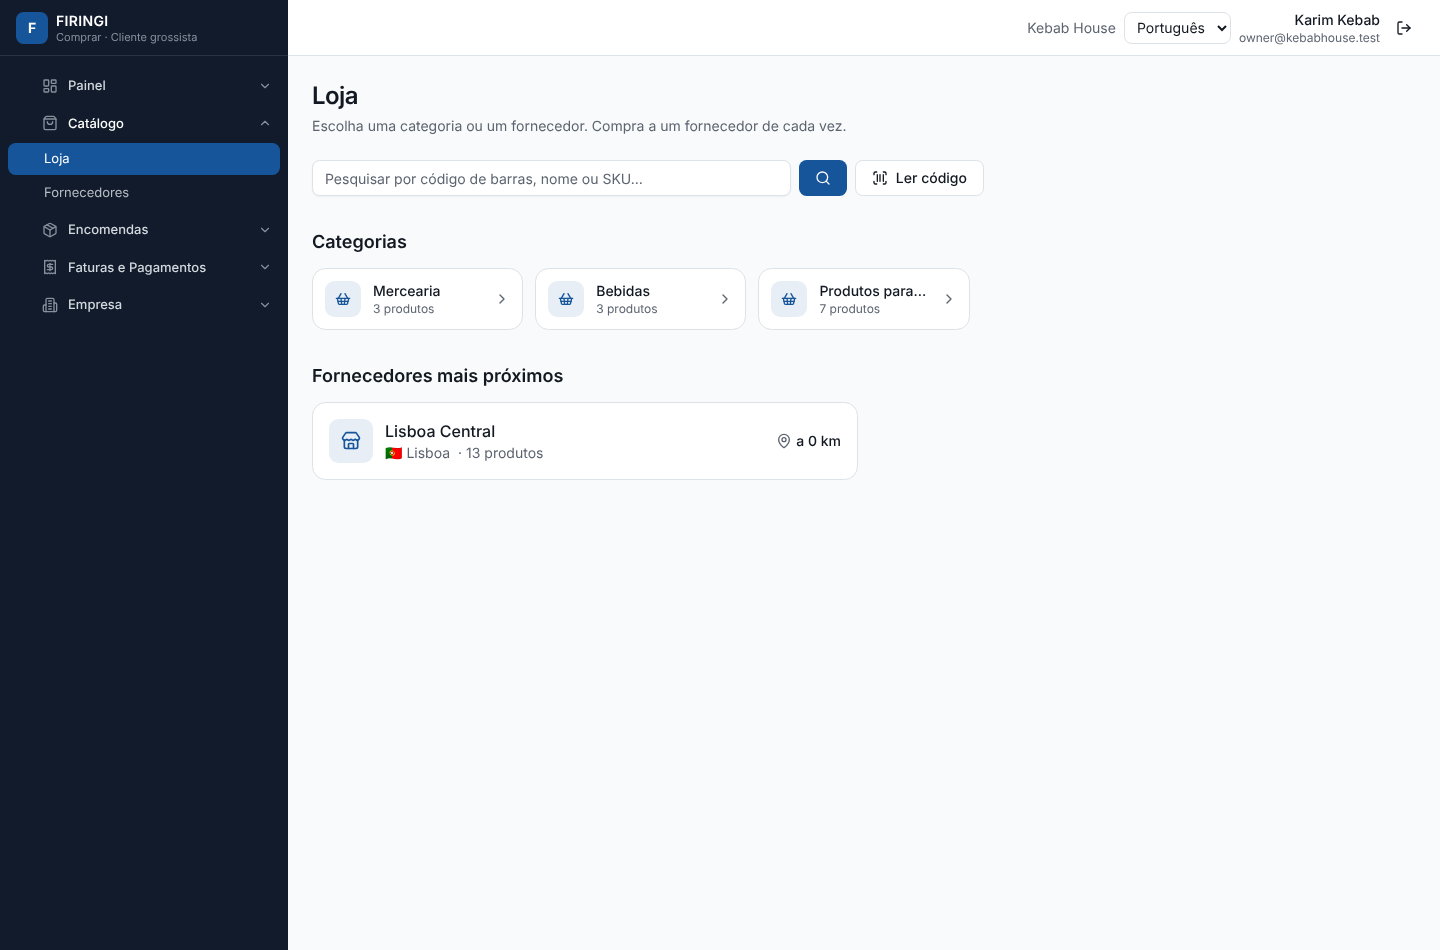 F
FIRINGI
Comprar · Cliente grossista
Kebab House
Português
Karim Kebab
owner@kebabhouse.test
Painel
Catálogo
Loja
Fornecedores
Encomendas
Faturas e Pagamentos
Empresa
Loja
Escolha uma categoria ou um fornecedor. Compra a um fornecedor de cada vez.
Pesquisar por código de barras, nome ou SKU...
Ler código
Categorias
Mercearia
3 produtos
Bebidas
3 produtos
Produtos para...
7 produtos
Fornecedores mais próximos
Lisboa Central
🇵🇹 Lisboa · 13 produtos
a 0 km